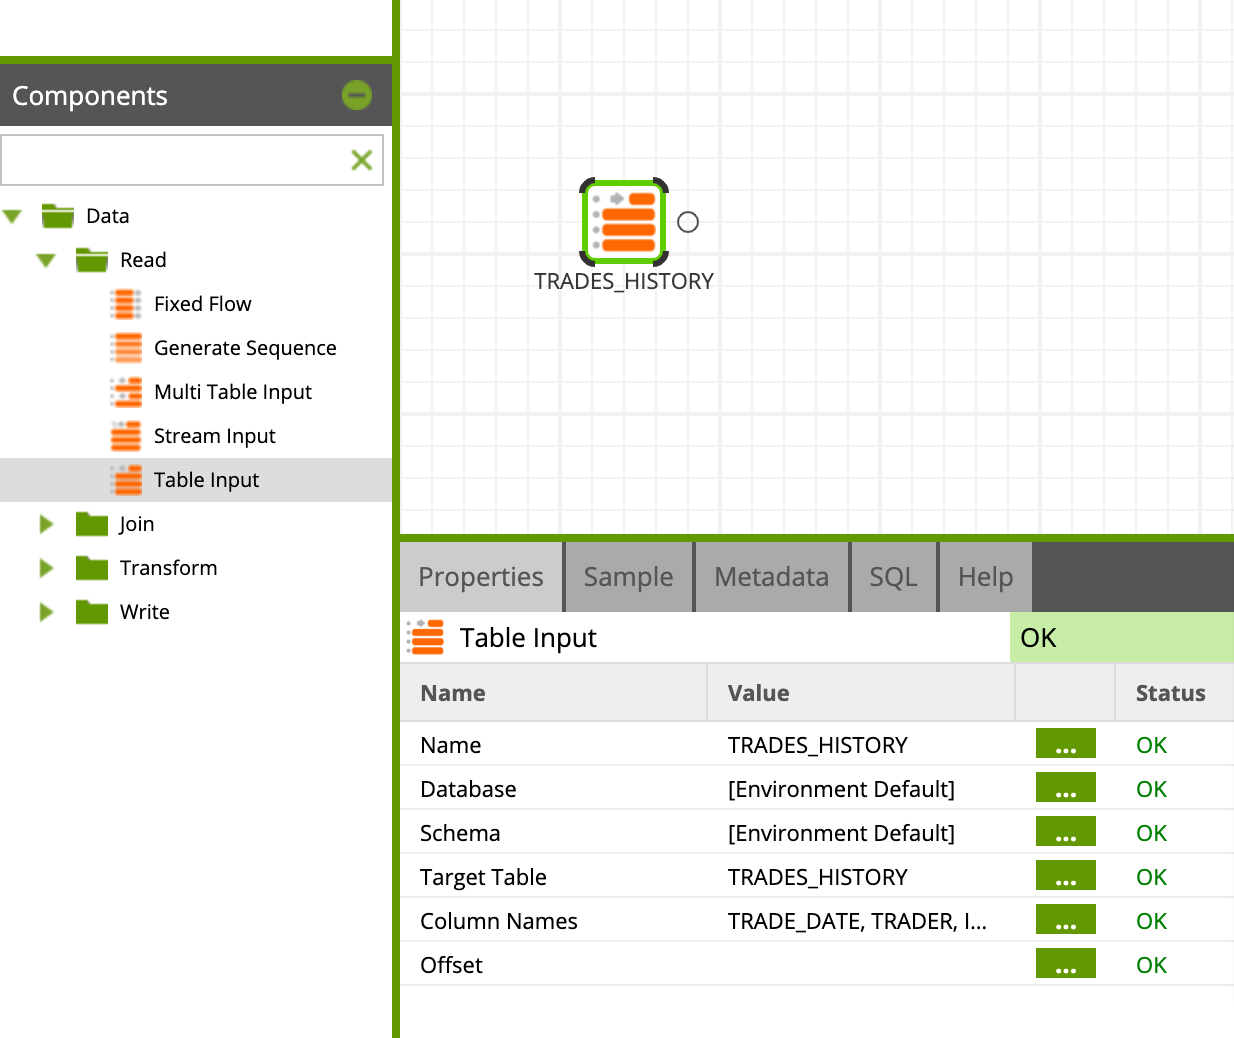 Components
Data
Read
Fixed Flow
Generate Sequence
Multi Table Input
Stream Input
Table Input
Join
Transform
Write
TRADES_HISTORY
Properties Sample Metadata SQL Help
Table Input OK
Name Value Status
Name TRADES_HISTORY ... OK
Database [Environment Default] ... OK
Schema [Environment Default] ... OK
Target Table TRADES_HISTORY ... OK
Column Names TRADE_DATE, TRADER, I... ... OK
Offset ... OK